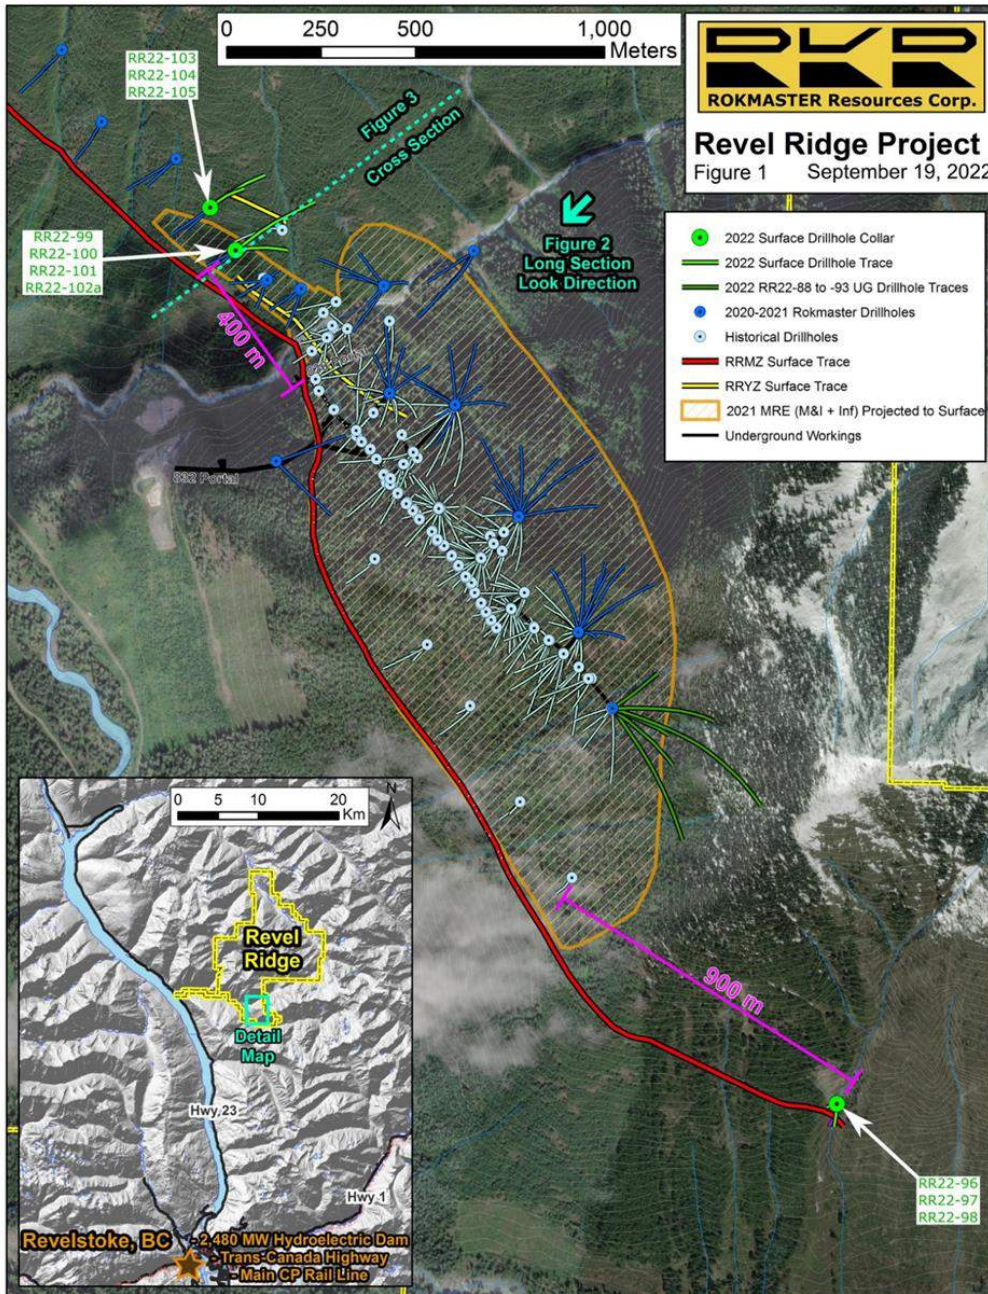 0 250 500 1,000
Meters
ROKMASTER Resources Corp.
Revel Ridge Project
Figure 1 September 19, 2022
RR22-103
RR22-104
RR22-105
Figure 3
Cross Section
RR22-99
RR22-100
RR22-101
RR22-102a
Figure 2
Long Section
Look Direction
2022 Surface Drillhole Collar
2022 Surface Drillhole Trace
2022 RR22-88 to -93 UG Drillhole Traces
2020-2021 Rokmaster Drillholes
Historical Drillholes
RRMZ Surface Trace
RRYZ Surface Trace
2021 MRE (M&I + Inf) Projected to Surface
Underground Workings
400 m
832 Portal
900 m
RR22-96
RR22-97
RR22-98
0 5 10 20
Km
N
Revel
Ridge
Detail
Map
Hwy 23
Hwy 1
Revelstoke, BC
- 2,480 MW Hydroelectric Dam
- Trans-Canada Highway
- Main CP Rail Line